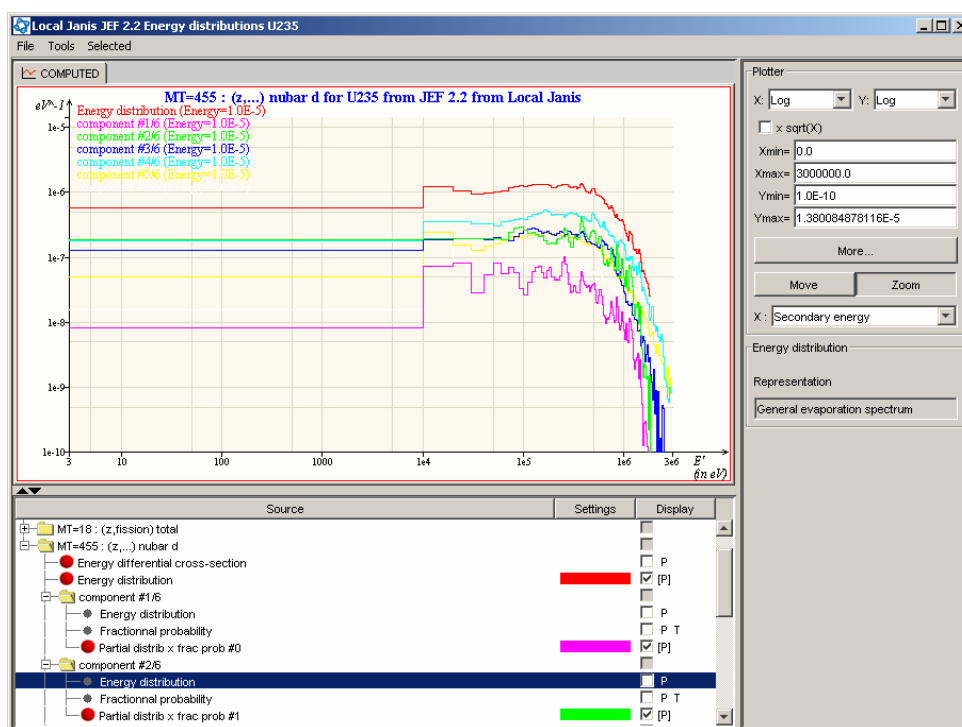 Local Janis JEF 2.2 Energy distributions U235
File Tools Selected
COMPUTED
MT=455 : (z,...) nubar d for U235 from JEF 2.2 from Local Janis
eV^-1
Energy distribution (Energy=1.0E-5)
component #1/6 (Energy=1.0E-5)
component #2/6 (Energy=1.0E-5)
component #3/6 (Energy=1.0E-5)
component #4/6 (Energy=1.0E-5)
component #5/6 (Energy=1.0E-5)
1e-5
1e-6
1e-7
1e-8
1e-9
1e-10
3 10 100 1000 1e4 1e5 1e6 3e6
E'
(in eV)
Plotter
X: Log Y: Log
x sqrt(X)
Xmin= 0.0
Xmax= 3000000.0
Ymin= 1.0E-10
Ymax= 1.380084878116E-5
More...
Move Zoom
X : Secondary energy
Energy distribution
Representation
General evaporation spectrum
Source Settings Display
MT=18 : (z,fission) total
MT=455 : (z,...) nubar d
Energy differential cross-section P
Energy distribution [P]
component #1/6
Energy distribution P
Fractionnal probability P T
Partial distrib x frac prob #0 [P]
component #2/6
Energy distribution P
Fractionnal probability P T
Partial distrib x frac prob #1 [P]